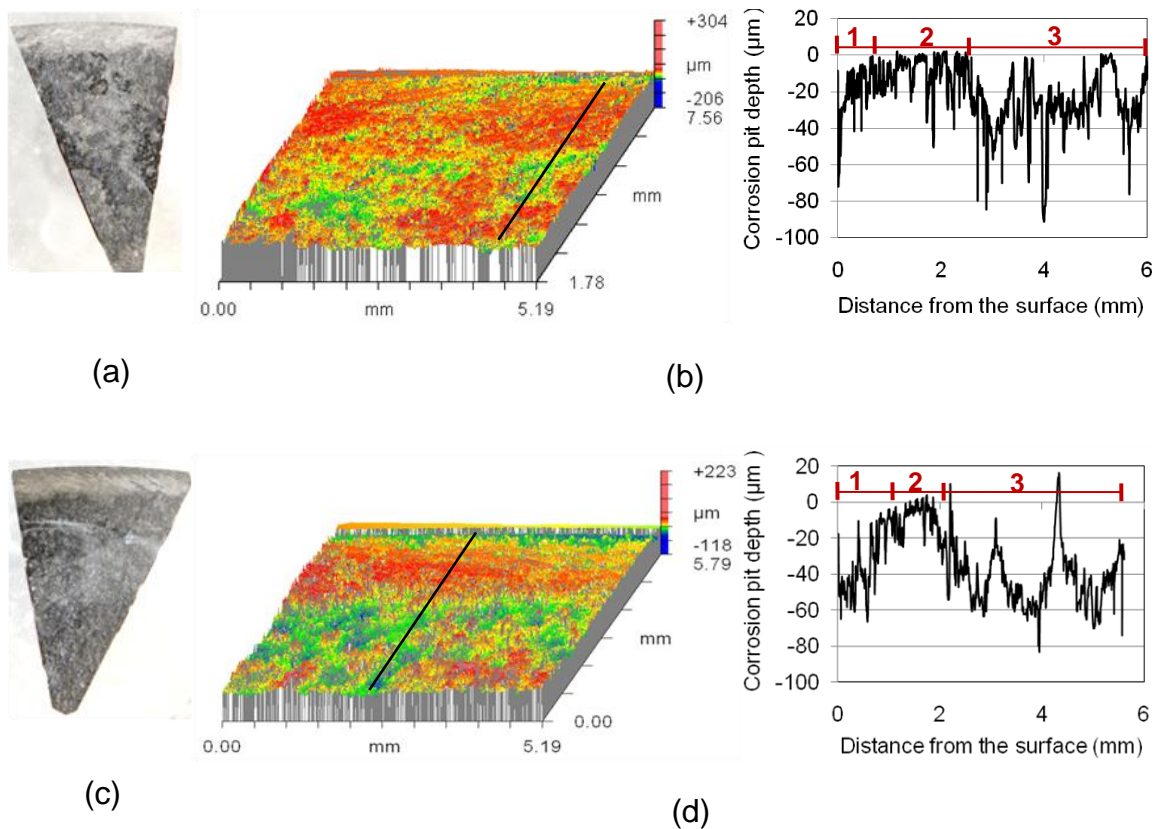 +304
µm
-206
7.56
mm
1.78
0.00
mm
5.19
Corrosion pit depth (µm)
20
0
-20
-40
-60
-80
-100
1
2
3
0
2
4
6
Distance from the surface (mm)
(a)
(b)
+223
µm
-118
5.79
mm
0.00
0.00
mm
5.19
Corrosion pit depth (µm )
20
0
-20
-40
-60
-80
-100
1
2
3
0
2
4
6
Distance from the surface (mm)
(c)
(d)